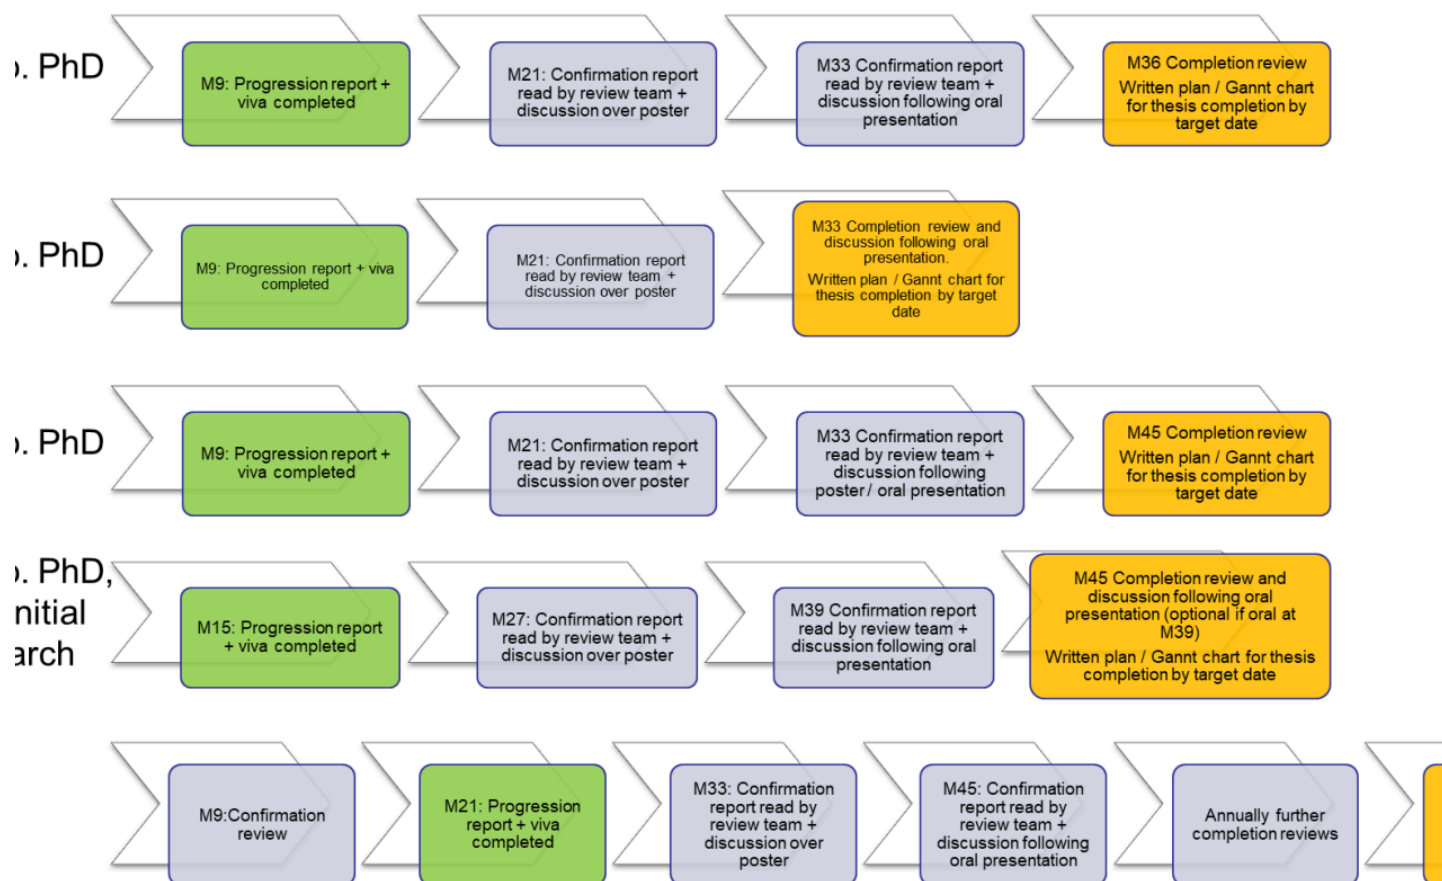 o. PhD
M9: Progression report +
viva completed
M21: Confirmation report
read by review team +
discussion over poster
M33 Confirmation report
read by review team +
discussion following oral
presentation
M36 Completion review
Written plan / Gannt chart
for thesis completion by
target date
o. PhD
M9: Progression report + viva
completed
M21: Confirmation report
read by review team +
discussion over poster
M33 Completion review and
discussion following oral
presentation.
Written plan / Gannt chart for
thesis completion by target
date
o. PhD
M9: Progression report +
viva completed
M21: Confirmation report
read by review team +
discussion over poster
M33 Confirmation report
read by review team +
discussion following
poster / oral presentation
M45 Completion review
Written plan / Gannt chart
for thesis completion by
target date
o. PhD,
nitial
arch
M15: Progression report
+ viva completed
M27: Confirmation report
read by review team +
discussion over poster
M39 Confirmation report
read by review team +
discussion following oral
presentation
M45 Completion review and
discussion following oral
presentation (optional if oral at
M39)
Written plan / Gannt chart for thesis
completion by target date
M9:Confirmation
review
M21: Progression
report + viva
completed
M33: Confirmation
report read by
review team +
discussion over
poster
M45: Confirmation
report read by
review team +
discussion following
oral presentation
Annually further
completion reviews